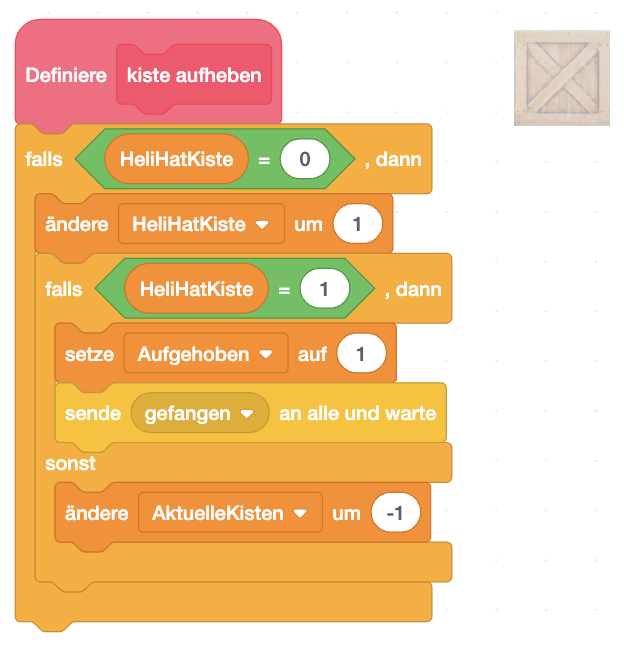 Definiere kiste aufheben
falls HeliHatKiste = 0 , dann
ändere HeliHatKiste um 1
falls HeliHatKiste = 1 , dann
setze Aufgehoben auf 1
sende gefangen an alle und warte
sonst
ändere AktuelleKisten um -1